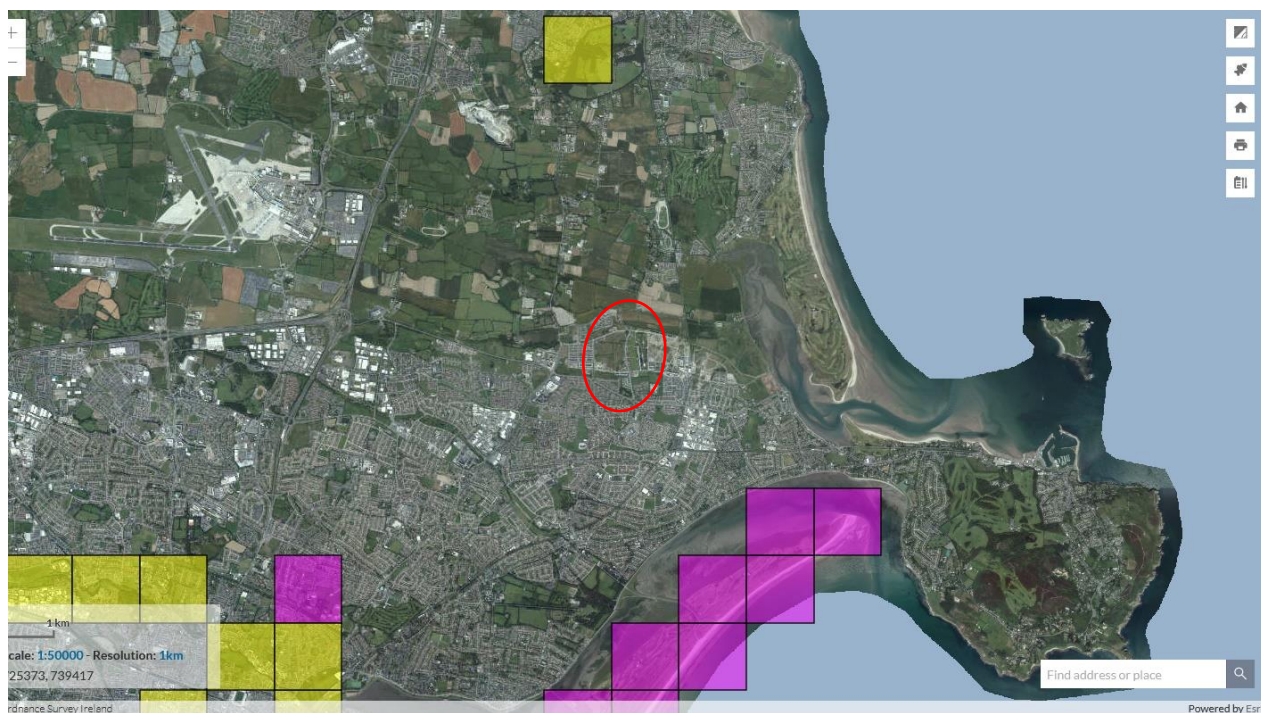 1 km
cale: 1:50000 - Resolution: 1km
25373, 739417
Find address or place
rdnance Survey Ireland
Powered by Esr